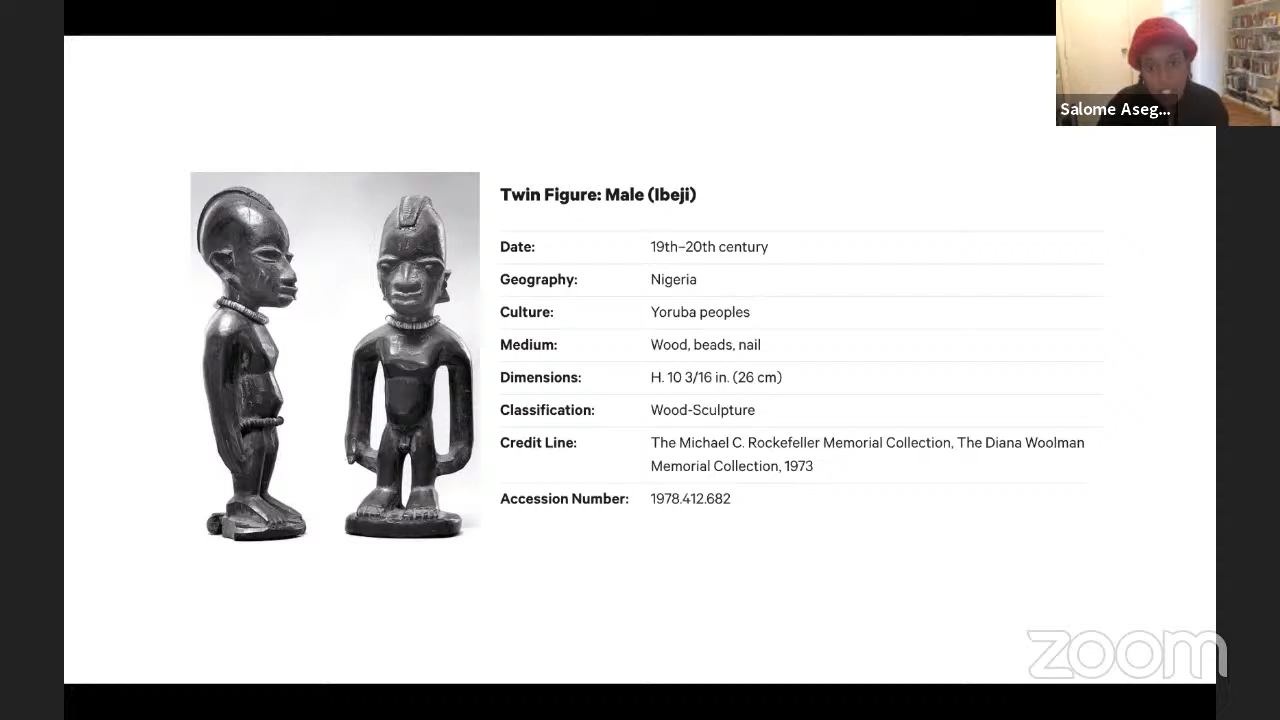 Salome Aseg...
Twin Figure: Male (Ibeji)
Date: 19th–20th century
Geography: Nigeria
Culture: Yoruba peoples
Medium: Wood, beads, nail
Dimensions: H. 10 3/16 in. (26 cm)
Classification: Wood-Sculpture
Credit Line: The Michael C. Rockefeller Memorial Collection, The Diana Woolman
Memorial Collection, 1973
Accession Number: 1978.412.682
zoom